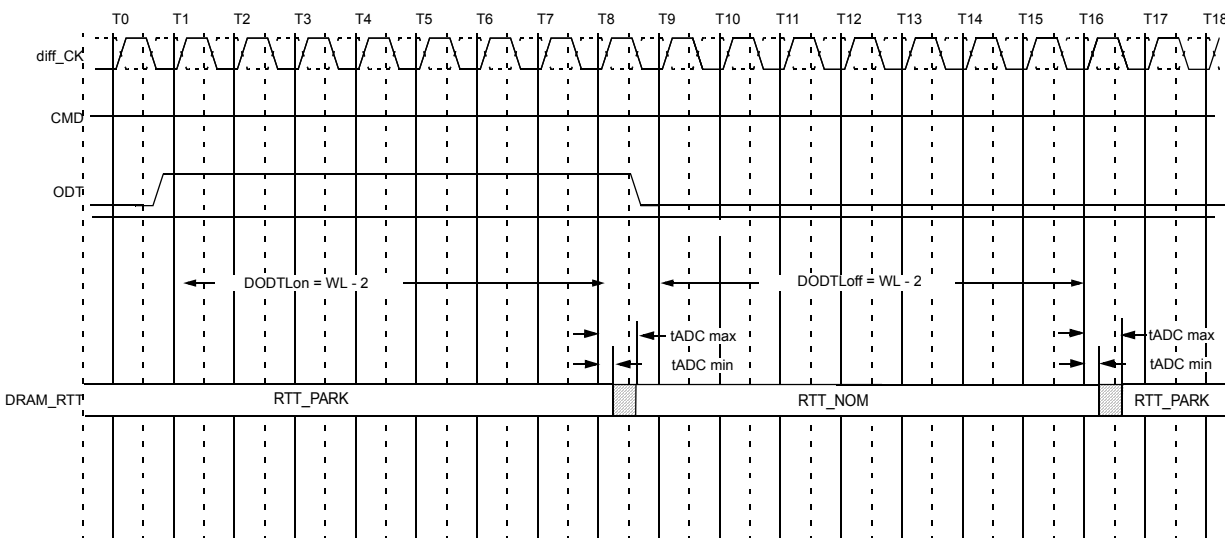 T0 T1 T2 T3 T4 T5 T6 T7 T8 T9 T10 T11 T12 T13 T14 T15 T16 T17 T18
diff_CK
CMD
ODT
DODTLon = WL - 2 DODTLoff = WL - 2
tADC max tADC max
tADC min tADC min
DRAM_RTT RTT_PARK RTT_NOM RTT_PARK